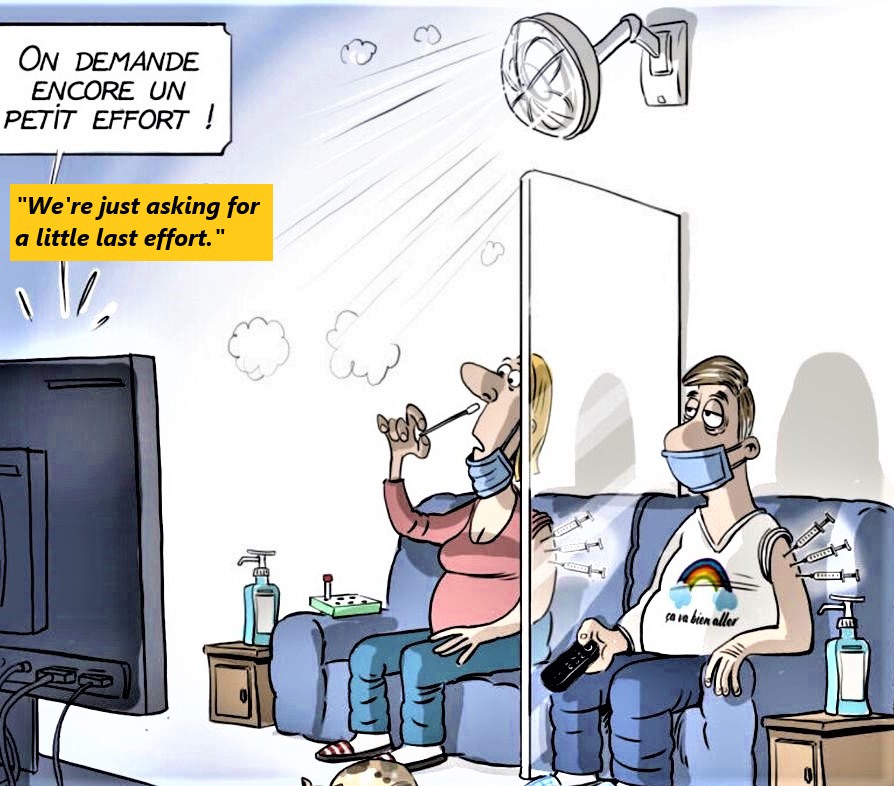 ON DEMANDE
ENCORE UN
PETIT EFFORT !
"We're just asking for
a little last effort."
ça va bien aller